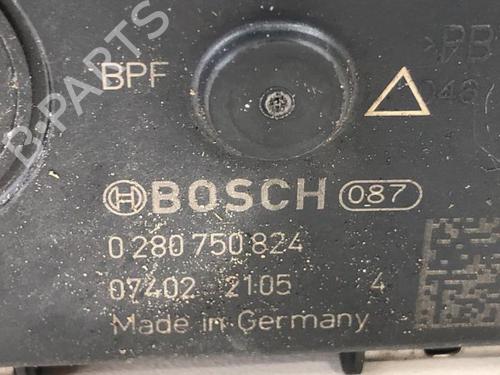 B-PARTS
BPF
BOSCH 087
0 280 750 824
07402 2105 4
Made in Germany